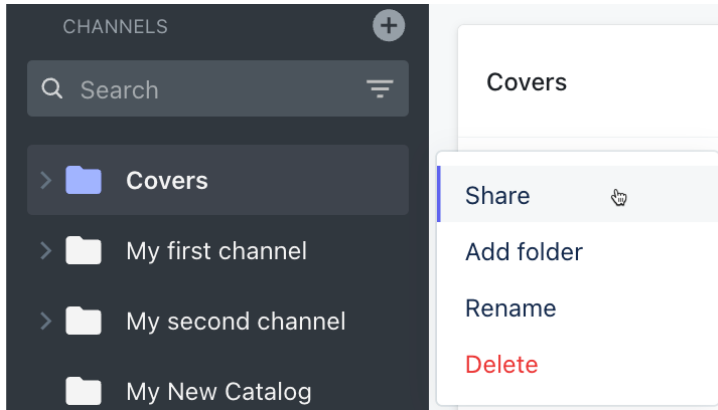 CHANNELS
Search
Covers
My first channel
My second channel
My New Catalog
Covers
Share
Add folder
Rename
Delete